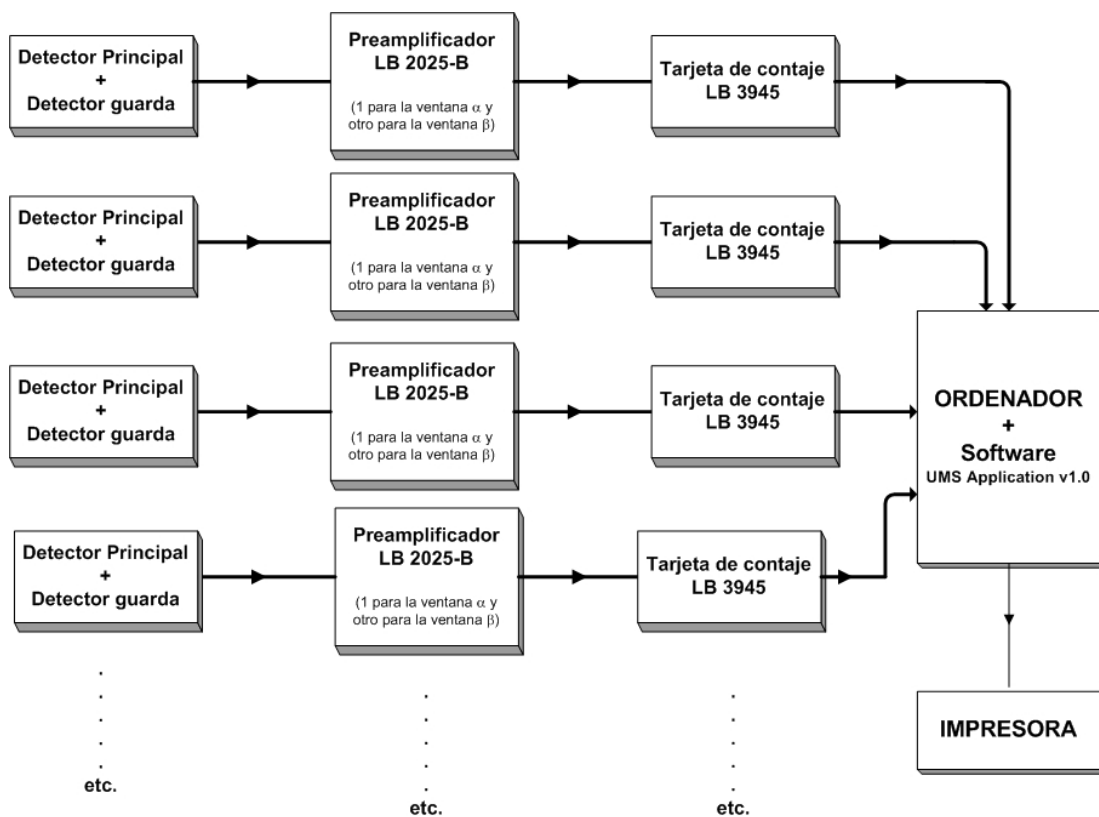 Detector Principal
+
Detector guarda
Preamplificador
LB 2025-B
(1 para la ventana α y
otro para la ventana β)
Tarjeta de contaje
LB 3945
Detector Principal
+
Detector guarda
Preamplificador
LB 2025-B
(1 para la ventana α y
otro para la ventana β)
Tarjeta de contaje
LB 3945
Detector Principal
+
Detector guarda
Preamplificador
LB 2025-B
(1 para la ventana α y
otro para la ventana β)
Tarjeta de contaje
LB 3945
ORDENADOR
+
Software
UMS Application v1.0
Detector Principal
+
Detector guarda
Preamplificador
LB 2025-B
(1 para la ventana α y
otro para la ventana β)
Tarjeta de contaje
LB 3945
IMPRESORA
.
.
.
.
.
etc.
.
.
.
.
.
etc.
.
.
.
.
.
etc.